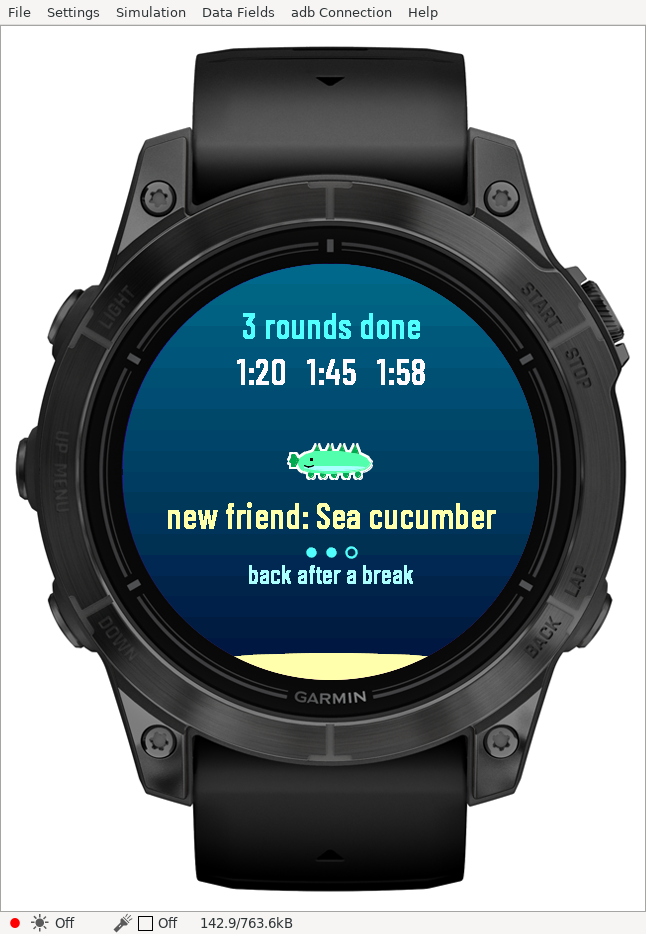 File Settings Simulation Data Fields adb Connection Help
LIGHT
START
STOP
3 rounds done
1:20 1:45 1:58
UP MENU
new friend: Sea cucumber
back after a break
LAP
DOWN
BACK
GARMIN
Off Off 142.9/763.6kB